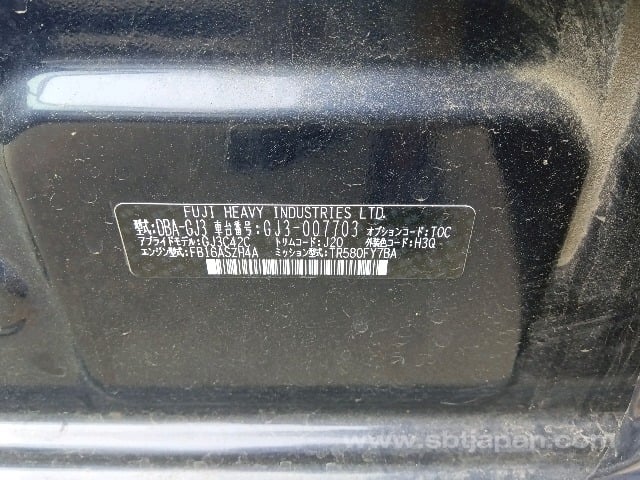 FUJI HEAVY INDUSTRIES LTD.
型式:DBA-GJ3 車台番号:GJ3-007703 オプションコード:TOC
アプライドモデル:GJ3C42C トリムコード:J20 外装色コード:H3Q
エンジン型式:FB16ASZH4A ミッション型式:TR580FY7BA
www.sbtjapan.com